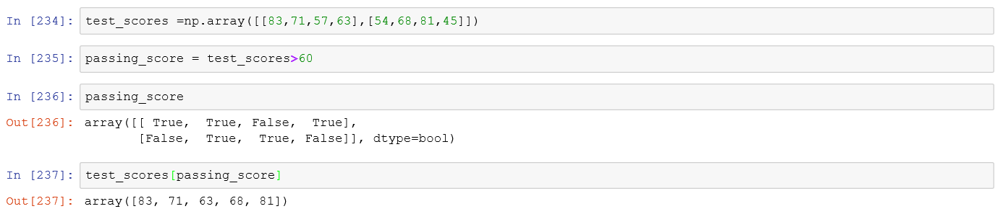 In [234]: test_scores =np.array([[83,71,57,63],[54,68,81,45]])
In [235]: passing_score = test_scores>60
In [236]: passing_score
Out[236]: array([[ True,  True, False,  True],
       [False,  True,  True, False]], dtype=bool)
In [237]: test_scores[passing_score]
Out[237]: array([83, 71, 63, 68, 81])